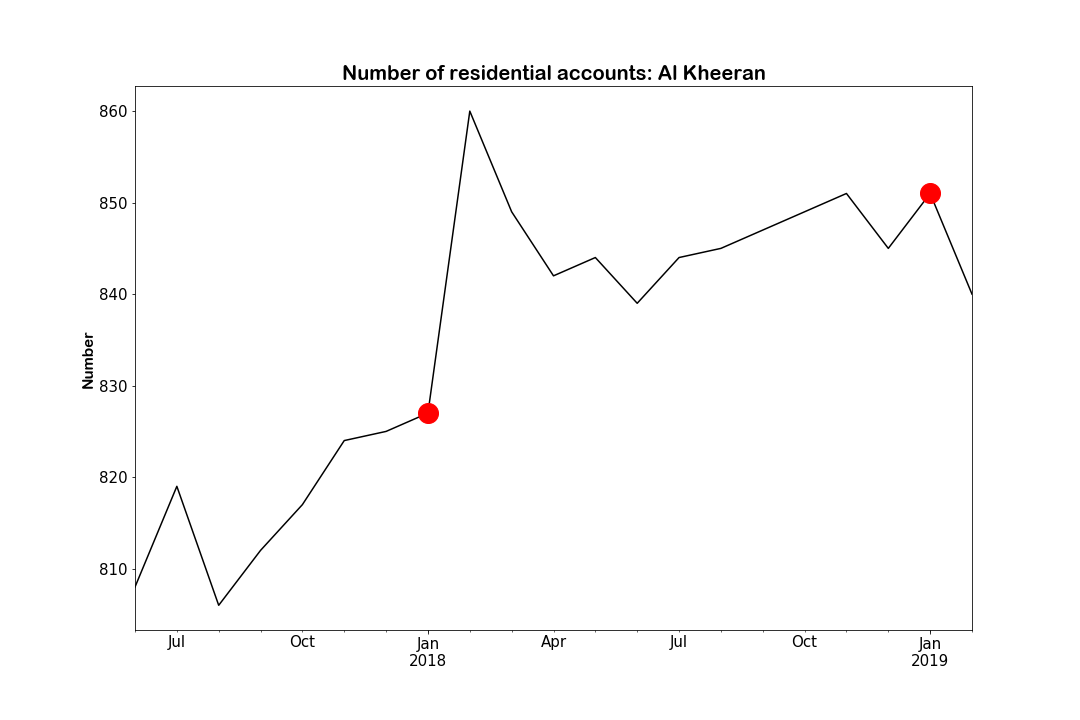 Number of residential accounts: Al Kheeran
860
850
840
830
820
810
Number
Jul
Oct
Jan
2018
Apr
Jul
Oct
Jan
2019